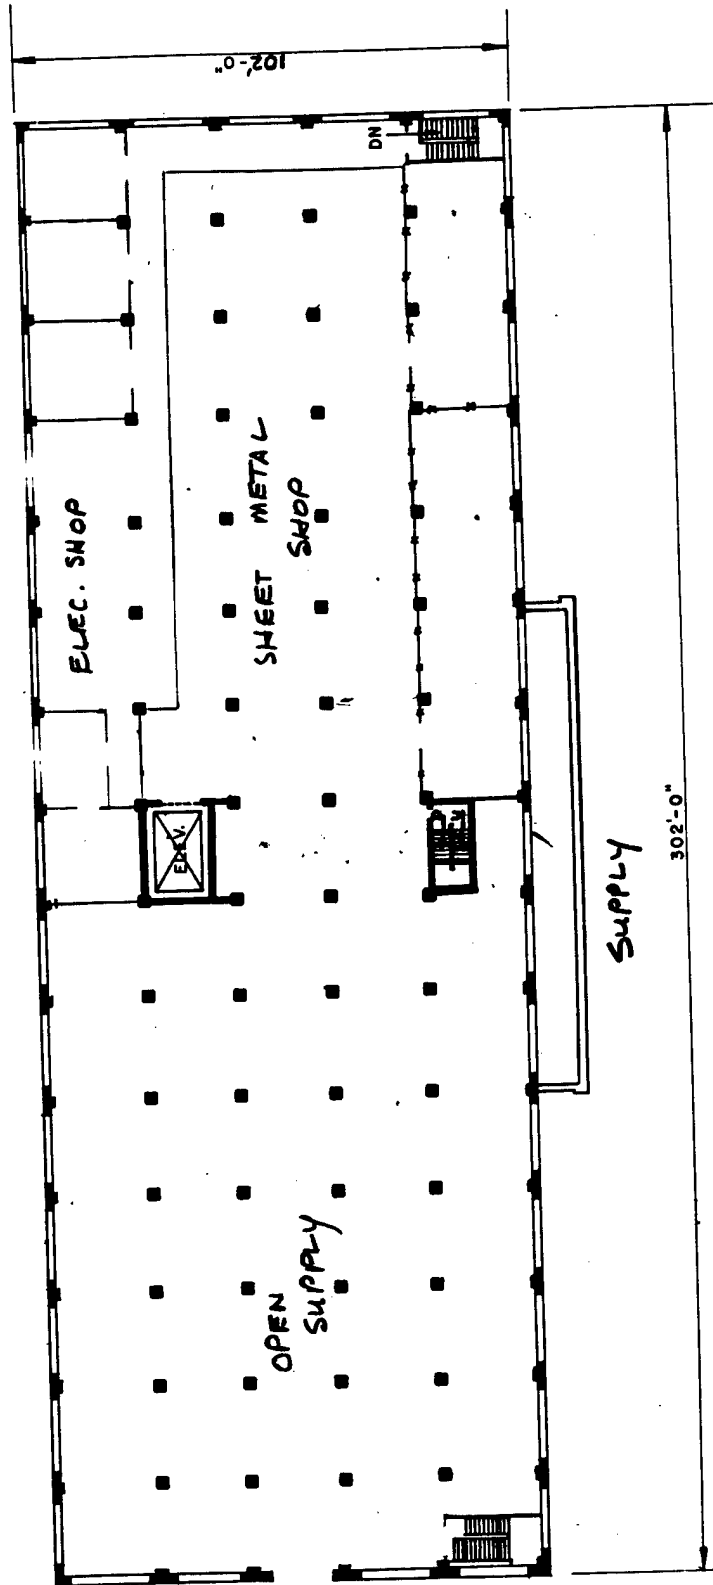 102'-0"
DN
ELEC. SHOP
SHEET METAL
SHOP
ELEV.
SUPPLY
302'-0"
OPEN
SUPPLY